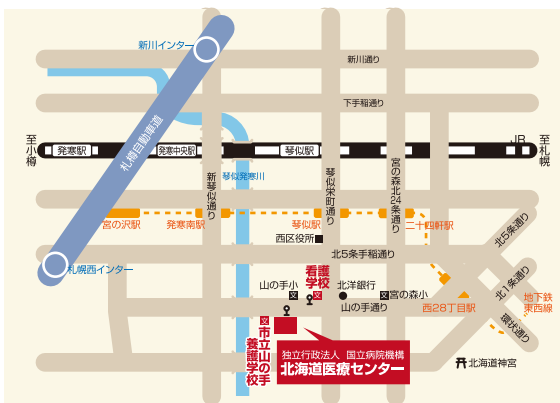 新川インター
新川通り
下手稲通り
札樽自動車道
至小樽
発寒駅
発寒中央駅
琴似駅
JR
至札幌
新琴似通り
琴似発寒川
琴似栄町通り
宮の森北24条通り
宮の沢駅
発寒南駅
琴似駅
二十四軒駅
北5条通り
西区役所
北5条手稲通り
札幌西インター
看護学校
山の手小
文
文
北洋銀行
文
宮の森小
山の手通り
西28丁目駅
北1条通り
地下鉄
東西線
環状通り
文
市立山の手
養護学校
独立行政法人 国立病院機構
北海道医療センター
北海道神宮